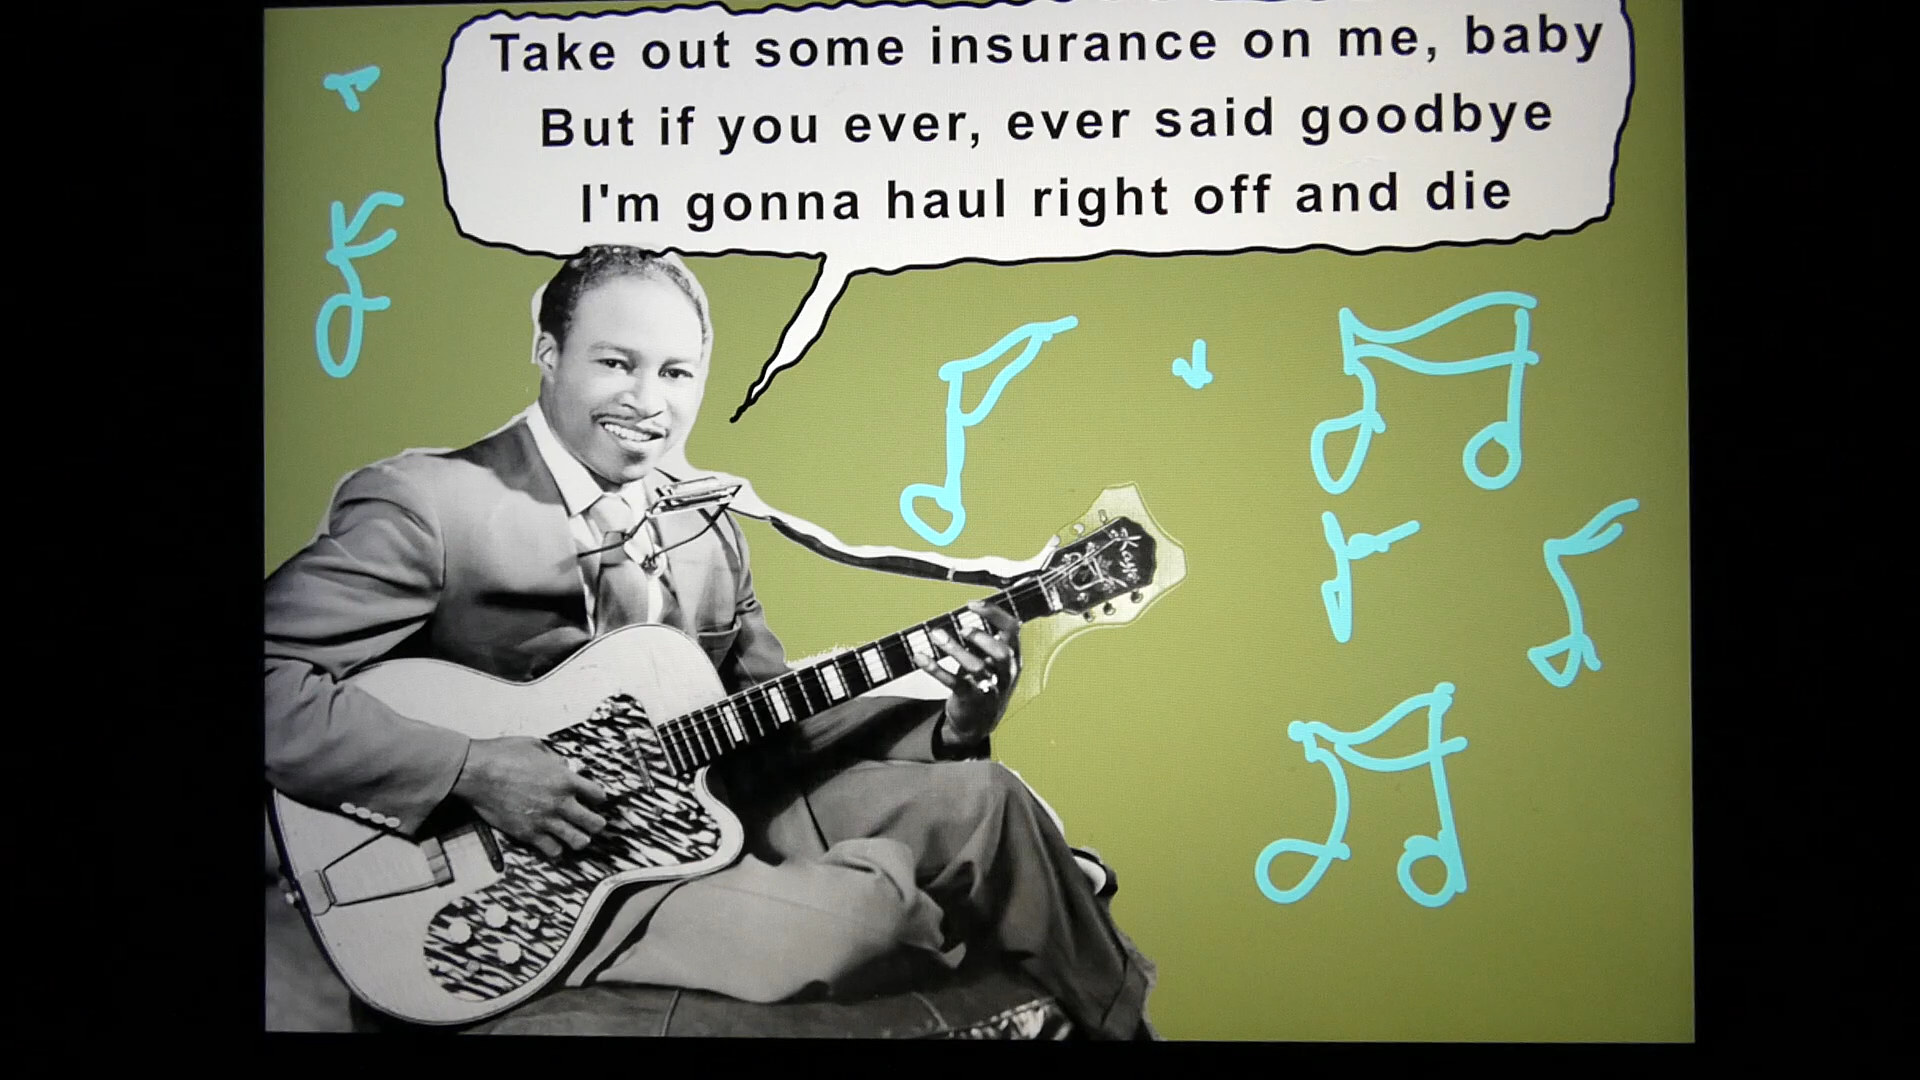 Take out some insurance on me, baby
But if you ever, ever said goodbye
I'm gonna haul right off and die
Kay